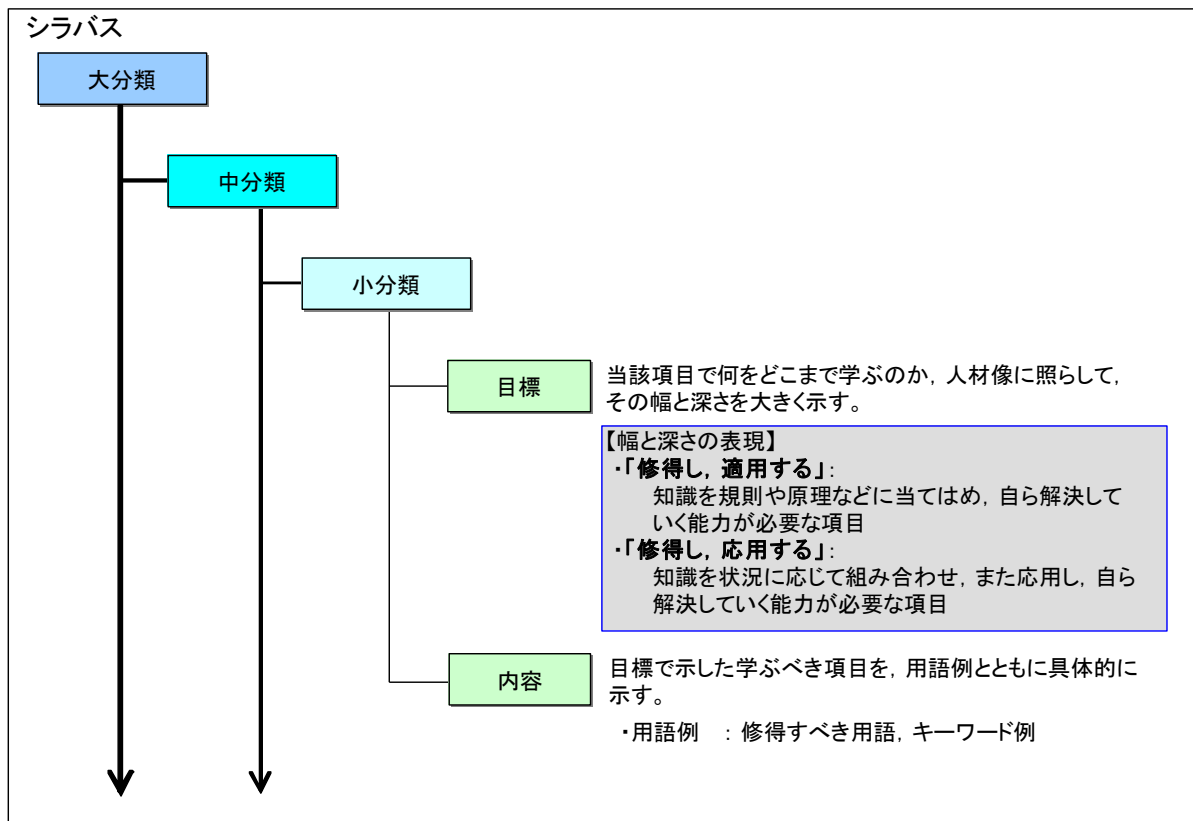 シラバス
大分類
中分類
小分類
目標
当該項目で何をどこまで学ぶのか，人材像に照らして，
その幅と深さを大きく示す。
【幅と深さの表現】
・「修得し，適用する」：
知識を規則や原理などに当てはめ，自ら解決して
いく能力が必要な項目
・「修得し，応用する」：
知識を状況に応じて組み合わせ，また応用し，自ら
解決していく能力が必要な項目
内容
目標で示した学ぶべき項目を，用語例とともに具体的に
示す。
・用語例　：修得すべき用語，キーワード例